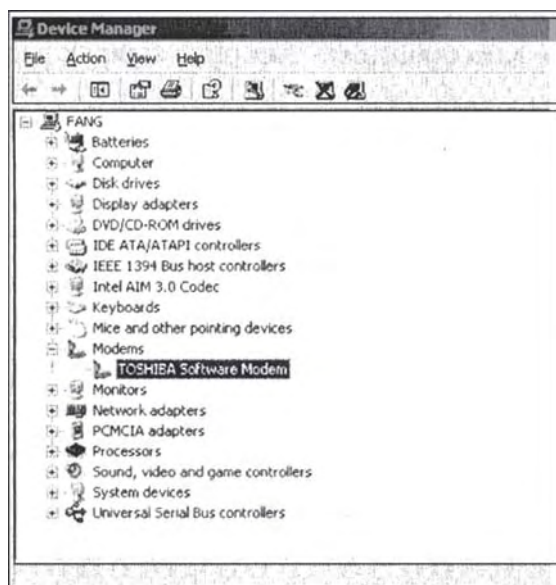 Device Manager
File Action View Help
FANG
Batteries
Computer
Disk drives
Display adapters
DVD/CD-ROM drives
IDE ATA/ATAPI controllers
IEEE 1394 Bus host controllers
Intel AIM 3.0 Codec
Keyboards
Mice and other pointing devices
Modems
TOSHIBA Software Modem
Monitors
Network adapters
PCMCIA adapters
Processors
Sound, video and game controllers
System devices
Universal Serial Bus controllers